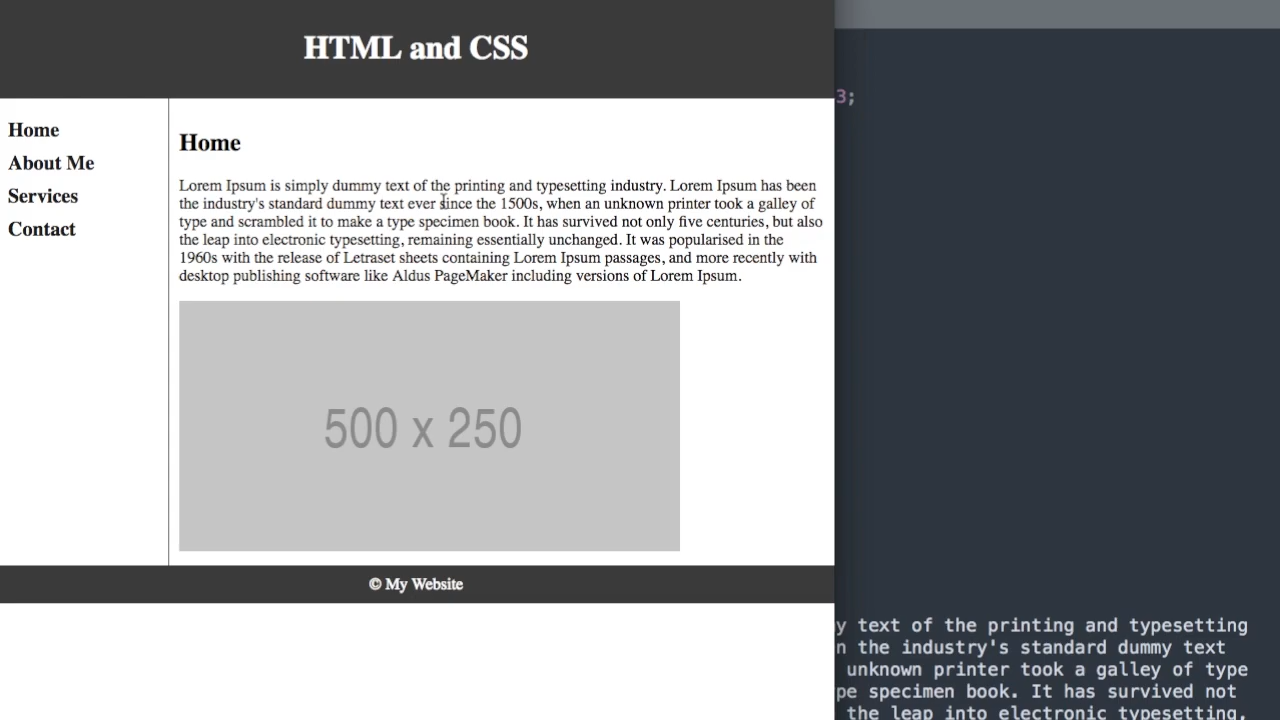 HTML and CSS
Home
About Me
Services
Contact
Home
Lorem Ipsum is simply dummy text of the printing and typesetting industry. Lorem Ipsum has been
the industry's standard dummy text ever since the 1500s, when an unknown printer took a galley of
type and scrambled it to make a type specimen book. It has survived not only five centuries, but also
the leap into electronic typesetting, remaining essentially unchanged. It was popularised in the
1960s with the release of Letraset sheets containing Lorem Ipsum passages, and more recently with
desktop publishing software like Aldus PageMaker including versions of Lorem Ipsum.
500 x 250
© My Website
3;
y text of the printing and typesetting
n the industry's standard dummy text
unknown printer took a galley of type
pe specimen book. It has survived not
the leap into electronic typesetting,